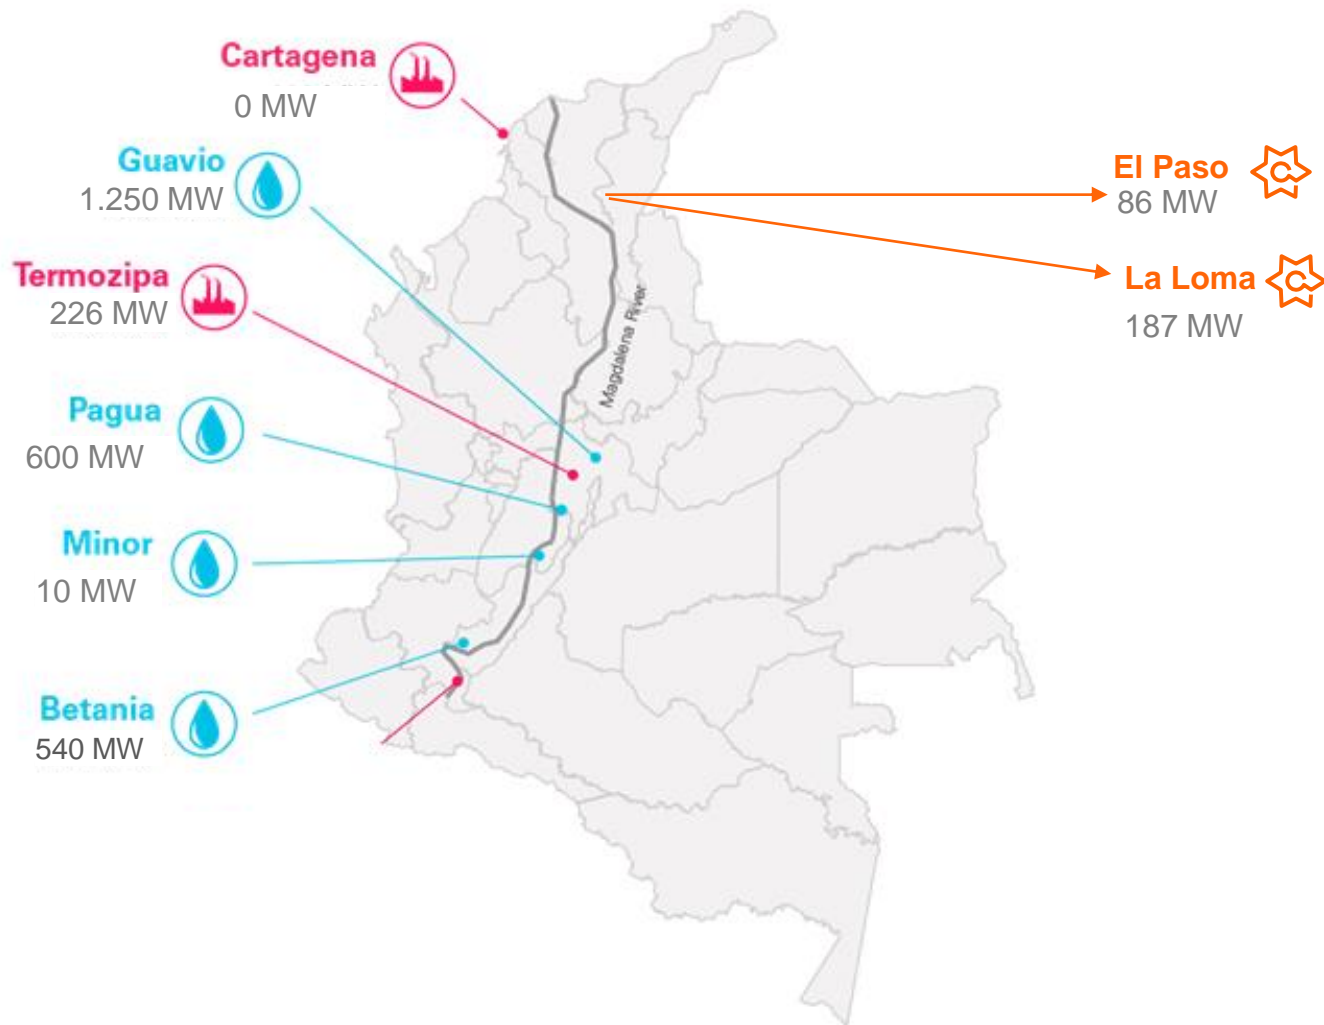 Cartagena
0 MW
Guavio
1.250 MW
Termozipa
226 MW
Pagua
600 MW
Minor
10 MW
Betania
540 MW
Magdalena River
El Paso
86 MW
La Loma
187 MW